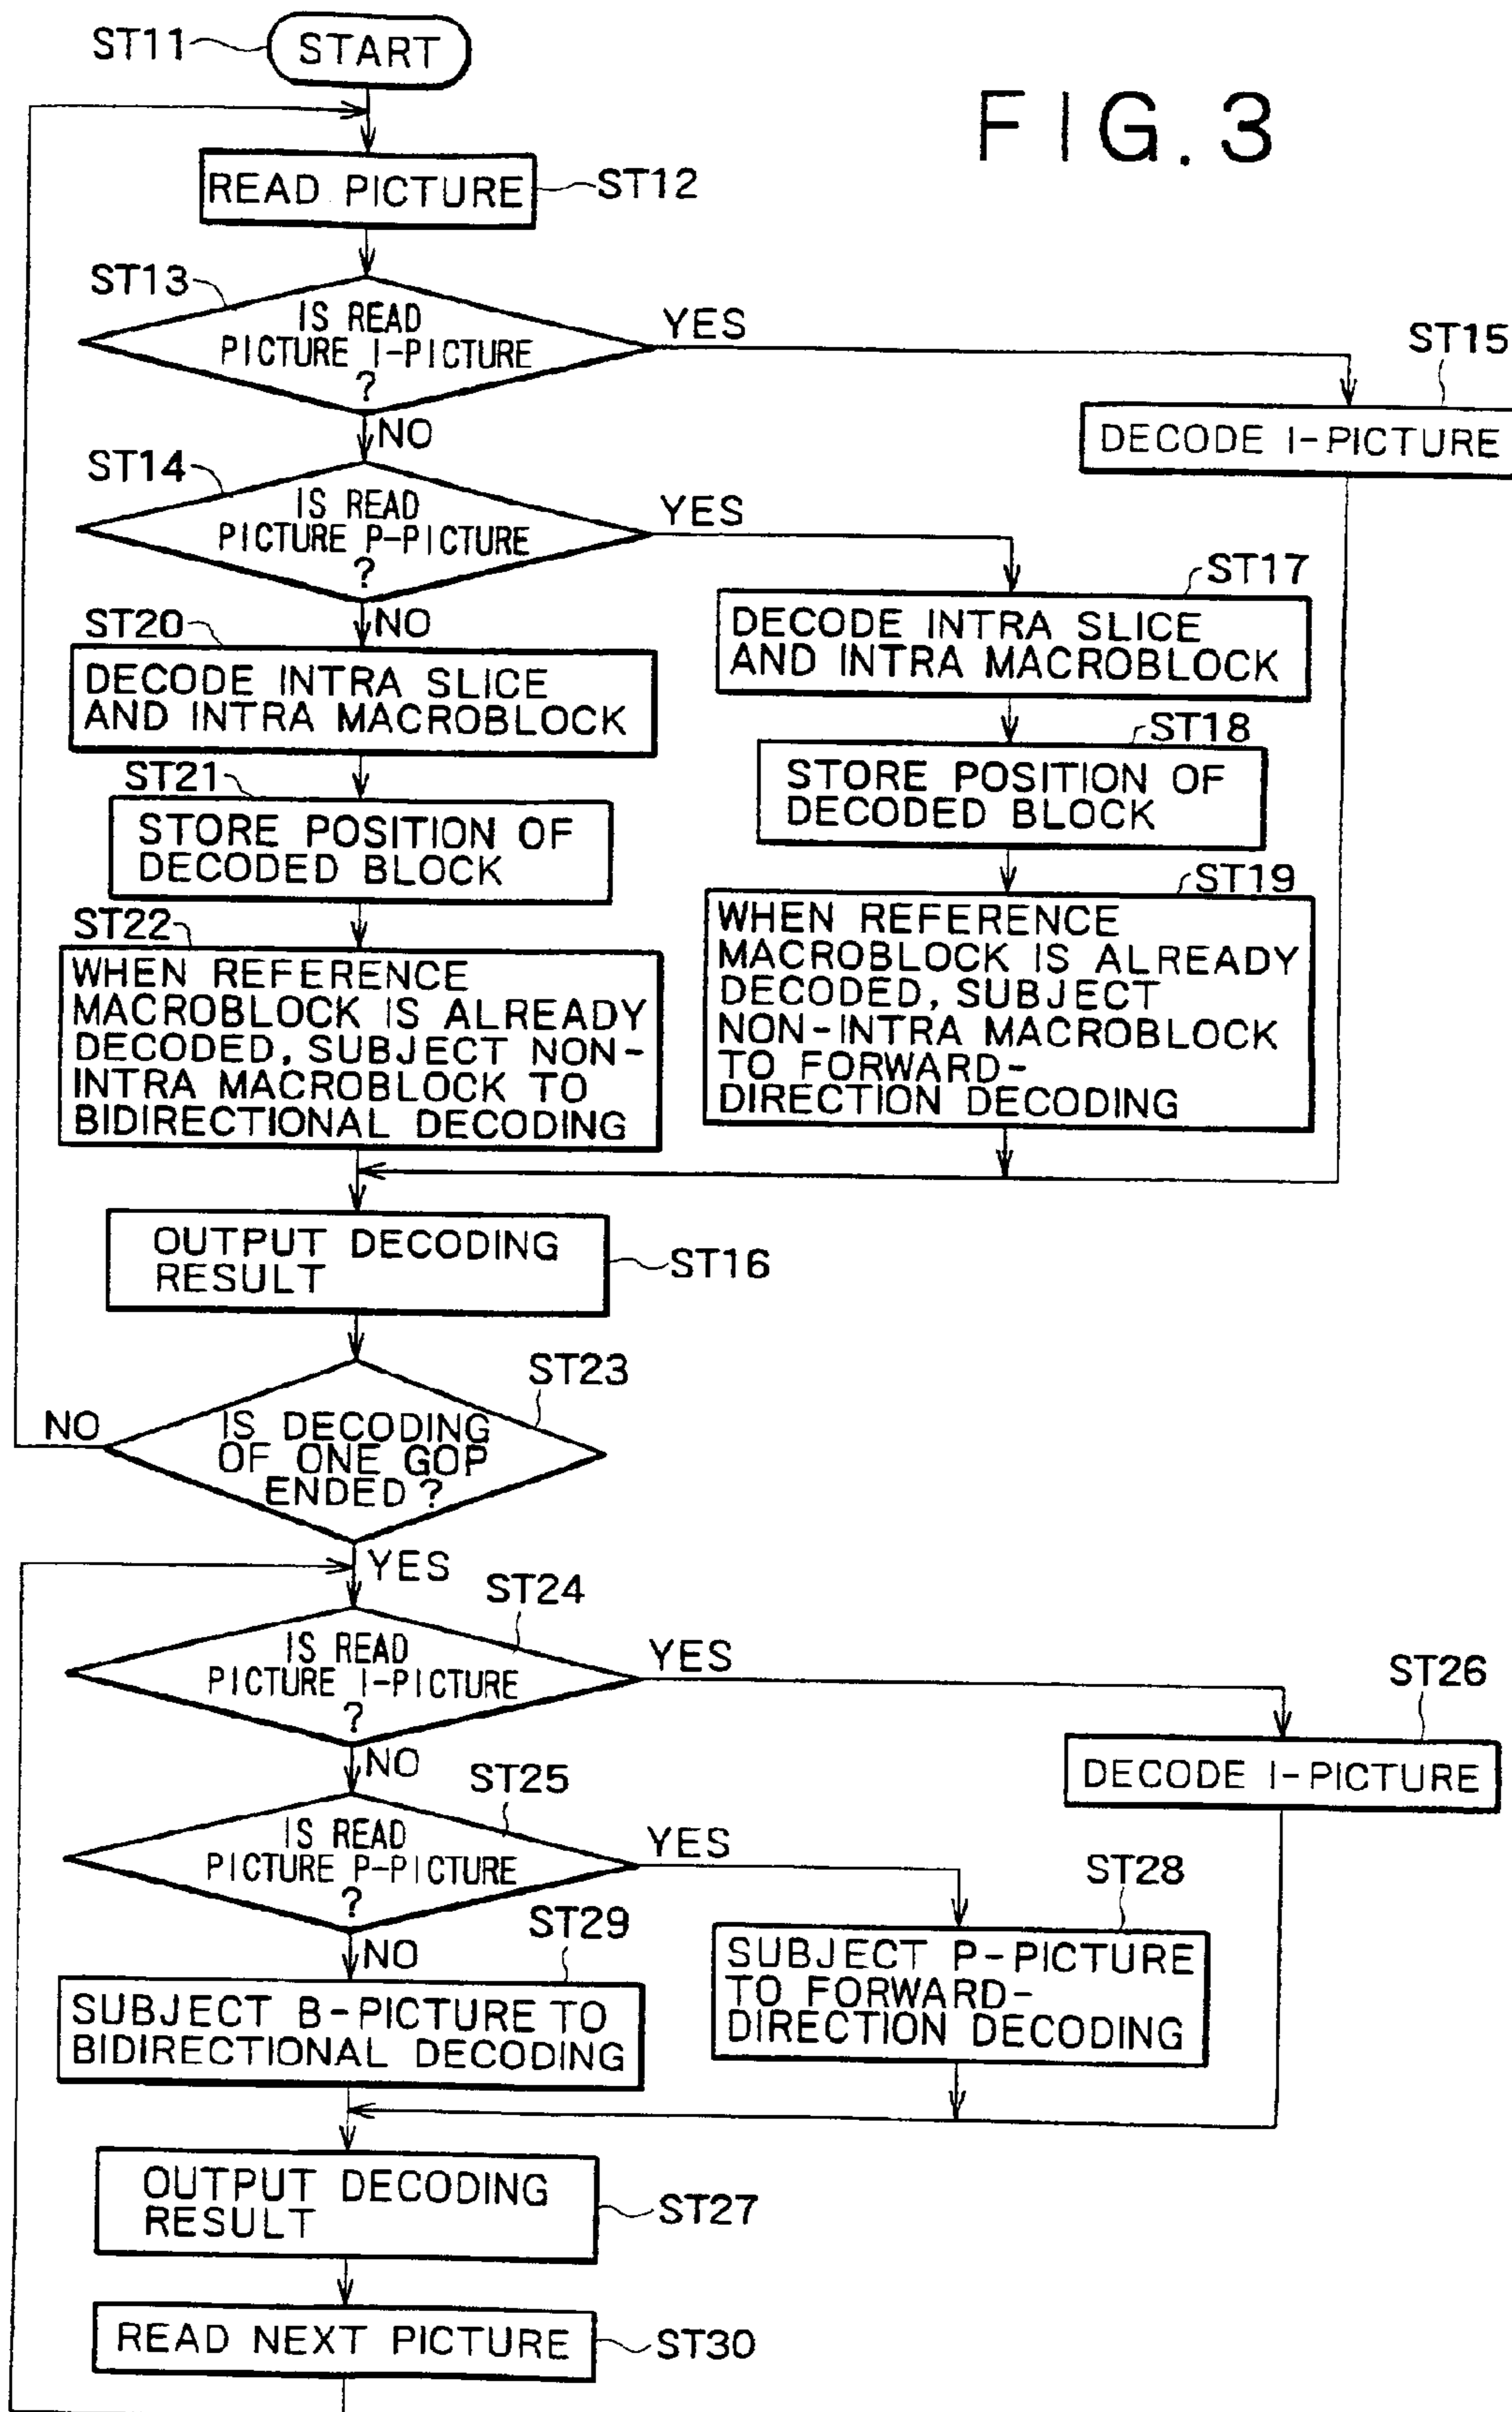 FIG.3
ST11
START
READ PICTURE
ST12
ST13
IS READ
PICTURE I-PICTURE
?
YES
NO
ST15
DECODE I-PICTURE
ST14
IS READ
PICTURE P-PICTURE
?
YES
NO
ST17
DECODE INTRA SLICE
AND INTRA MACROBLOCK
ST18
STORE POSITION OF
DECODED BLOCK
ST19
WHEN REFERENCE
MACROBLOCK IS ALREADY
DECODED, SUBJECT
NON-INTRA MACROBLOCK
TO FORWARD-
DIRECTION DECODING
ST20
DECODE INTRA SLICE
AND INTRA MACROBLOCK
ST21
STORE POSITION OF
DECODED BLOCK
ST22
WHEN REFERENCE
MACROBLOCK IS ALREADY
DECODED, SUBJECT NON-
INTRA MACROBLOCK TO
BIDIRECTIONAL DECODING
OUTPUT DECODING
RESULT
ST16
ST23
IS DECODING
OF ONE GOP
ENDED?
NO
YES
ST24
IS READ
PICTURE I-PICTURE
?
YES
NO
ST26
DECODE I-PICTURE
ST25
IS READ
PICTURE P-PICTURE
?
YES
NO
ST28
SUBJECT P-PICTURE
TO FORWARD-
DIRECTION DECODING
ST29
SUBJECT B-PICTURE TO
BIDIRECTIONAL DECODING
OUTPUT DECODING
RESULT
ST27
READ NEXT PICTURE
ST30